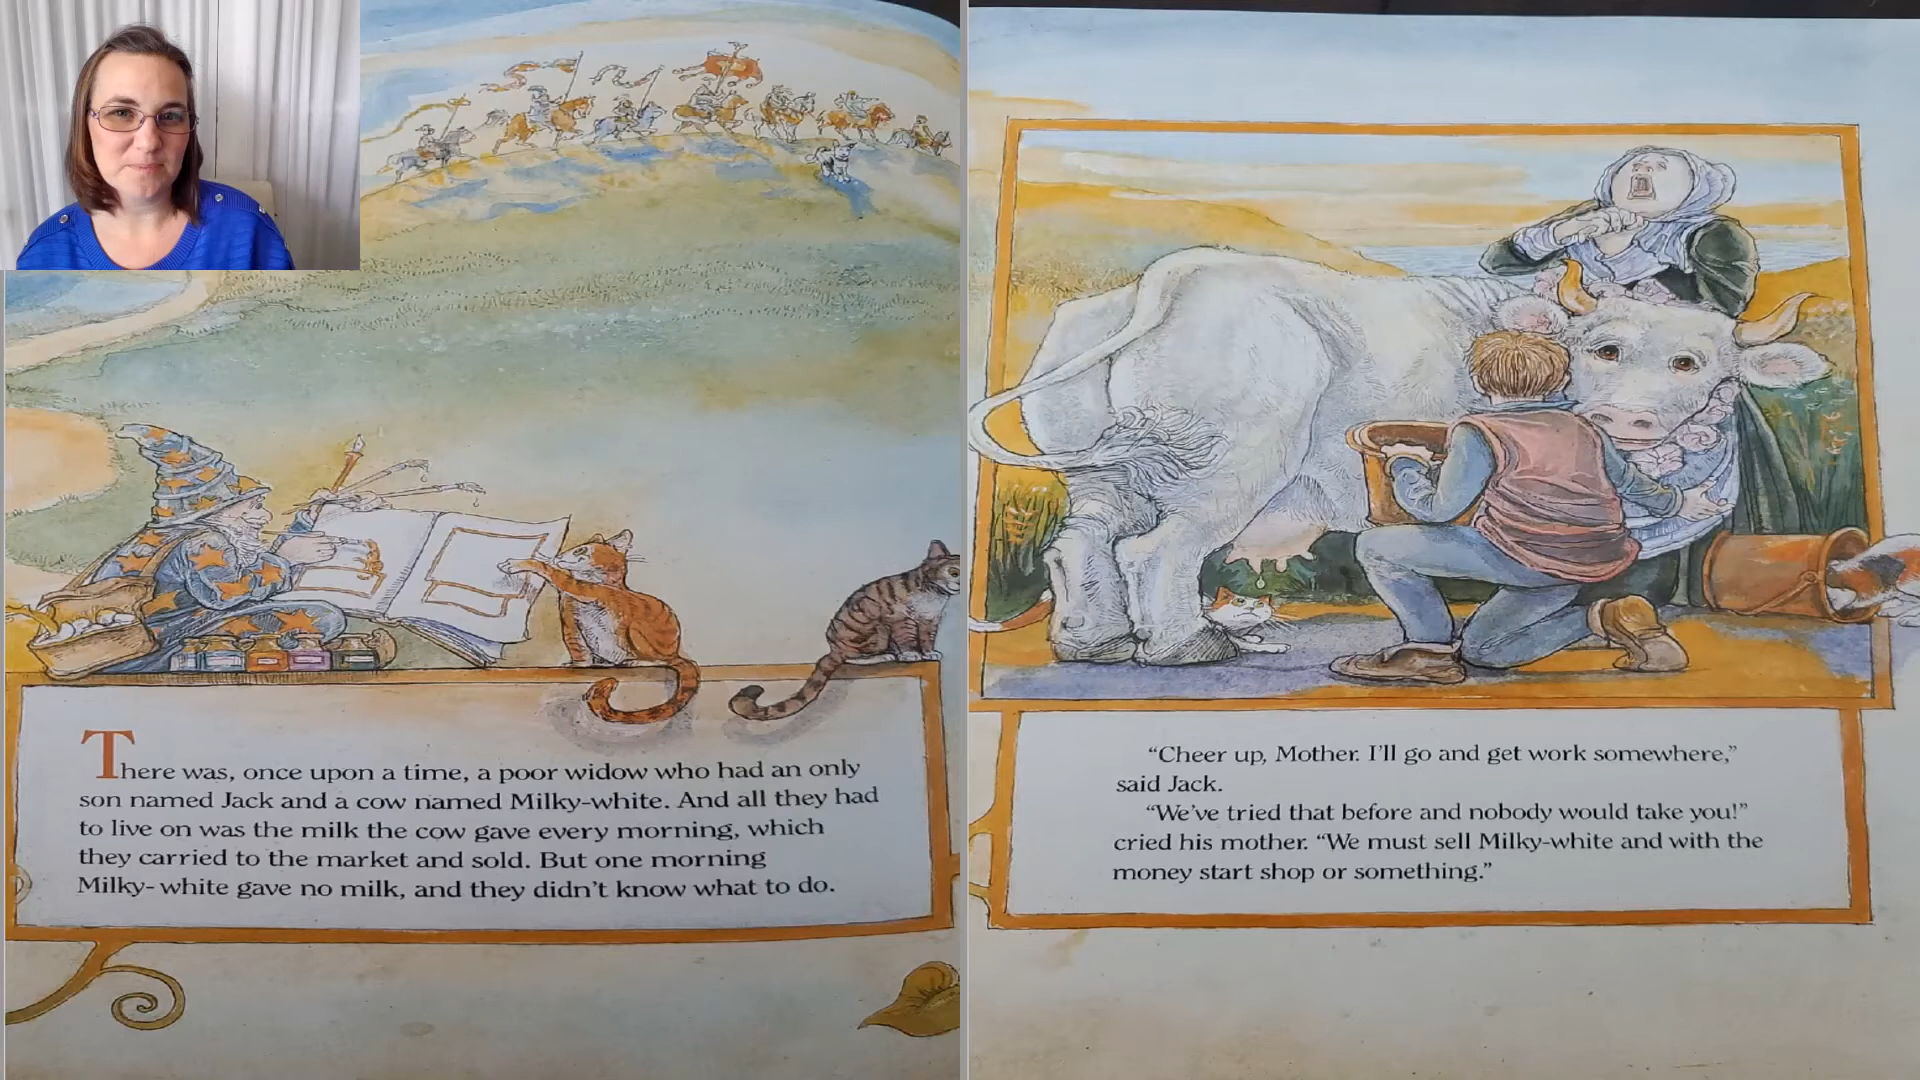 There was, once upon a time, a poor widow who had an only
son named Jack and a cow named Milky-white. And all they had
to live on was the milk the cow gave every morning, which
they carried to the market and sold. But one morning
Milky-white gave no milk, and they didn't know what to do.
"Cheer up, Mother. I'll go and get work somewhere,"
said Jack.
"We've tried that before and nobody would take you!"
cried his mother. "We must sell Milky-white and with the
money start shop or something."